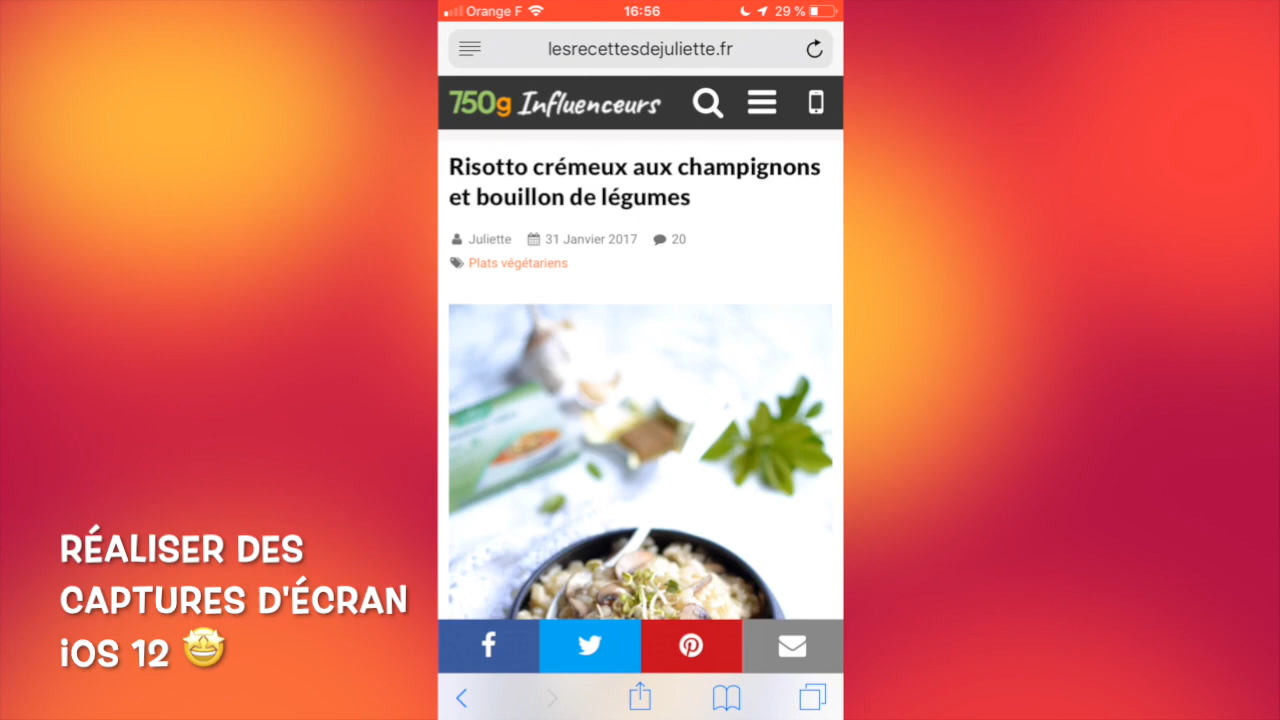 Orange F 16:56 29 %
lesrecettesdejuliette.fr
750g Influenceurs
Risotto crémeux aux champignons
et bouillon de légumes
Juliette 31 Janvier 2017 20
Plats végétariens
RÉALISER DES
CAPTURES D'ÉCRAN
iOS 12 🤩